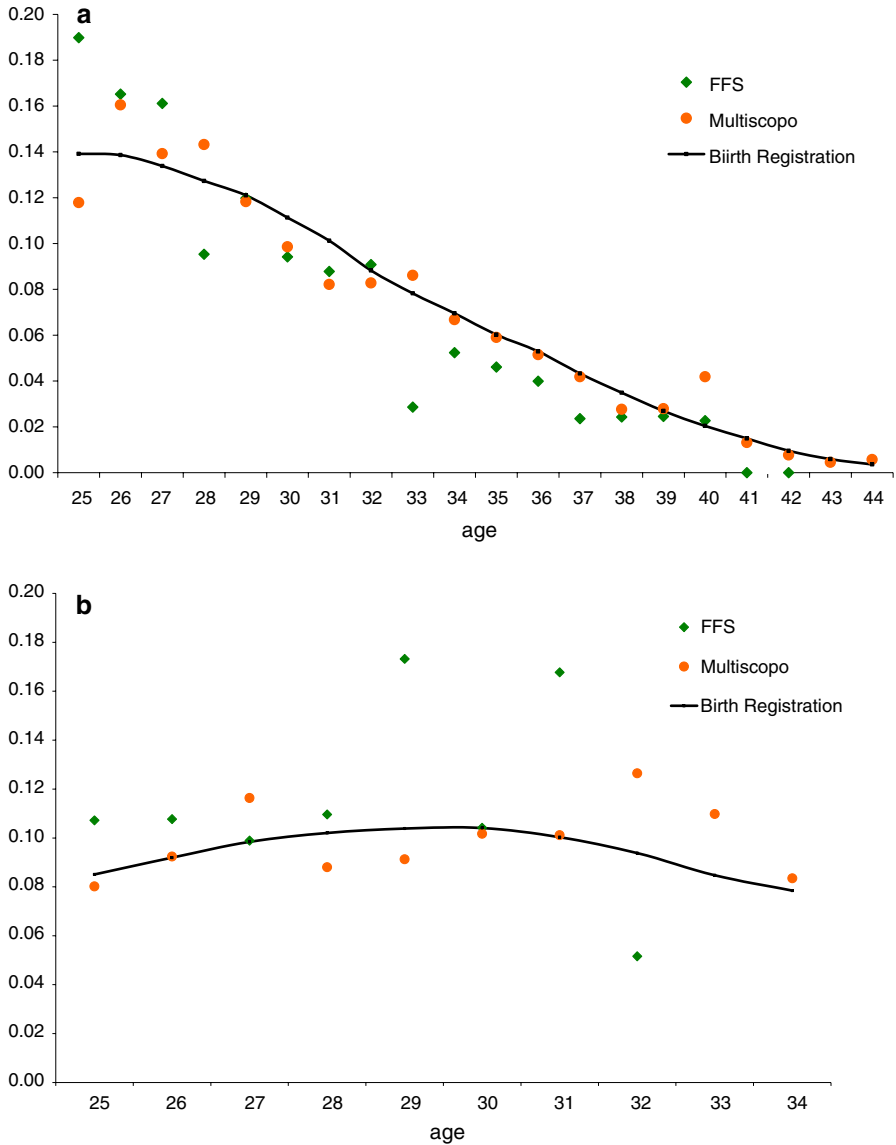 a
0.20
0.18
0.16
0.14
0.12
0.10
0.08
0.06
0.04
0.02
0.00
FFS
Multiscopo
Biirth Registration
25 26 27 28 29 30 31 32 33 34 35 36 37 38 39 40 41 42 43 44
age
b
0.20
0.18
0.16
0.14
0.12
0.10
0.08
0.06
0.04
0.02
0.00
FFS
Multiscopo
Birth Registration
25 26 27 28 29 30 31 32 33 34
age